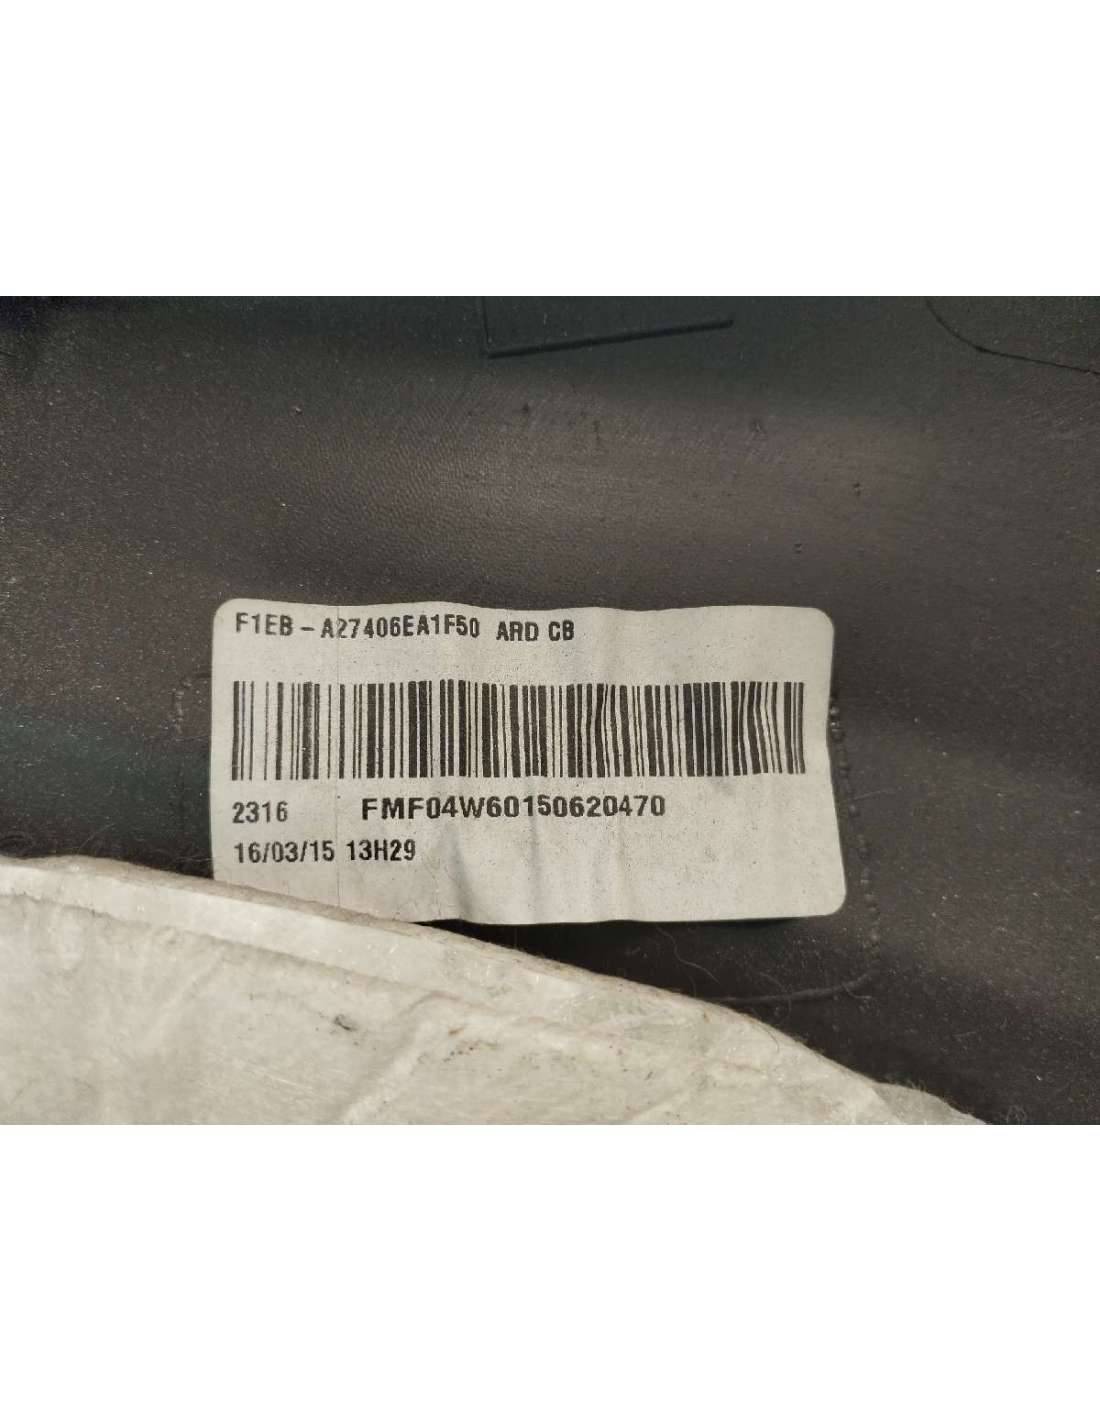 F1EB - A27406EA1F50 ARD CB
2316 FMF04W60150620470
16/03/15 13H29